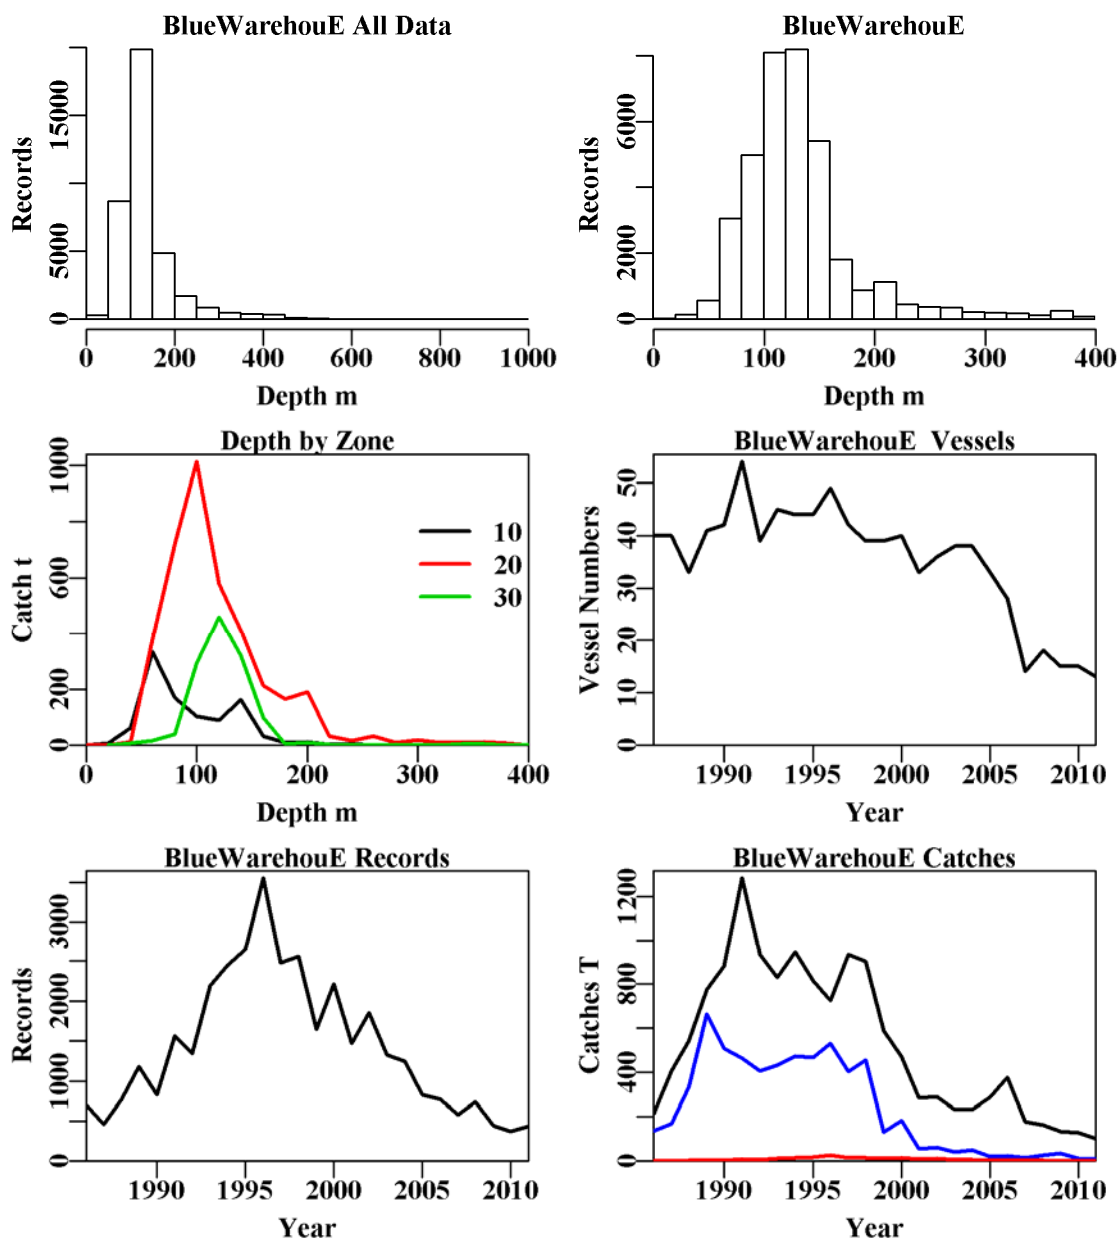 BlueWarehouE All Data
Records
0 5000 15000
0 200 400 600 800 1000
Depth m
BlueWarehouE
Records
0 2000 6000
0 100 200 300 400
Depth m
Depth by Zone
Catch t
0 200 600 1000
10
20
30
0 100 200 300 400
Depth m
BlueWarehouE Vessels
Vessel Numbers
0 10 20 30 40 50
1990 1995 2000 2005 2010
Year
BlueWarehouE Records
Records
0 1000 2000 3000
1990 1995 2000 2005 2010
Year
BlueWarehouE Catches
Catches T
0 400 800 1200
1990 1995 2000 2005 2010
Year